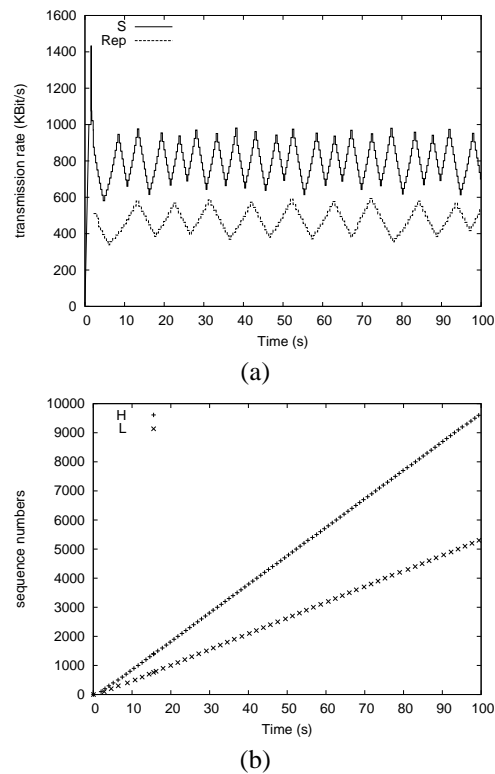 S
Rep
transmission rate (KBit/s)
1600
1400
1200
1000
800
600
400
200
0
0 10 20 30 40 50 60 70 80 90 100
Time (s)
(a)
H
L
sequence numbers
10000
9000
8000
7000
6000
5000
4000
3000
2000
1000
0
0 10 20 30 40 50 60 70 80 90 100
Time (s)
(b)